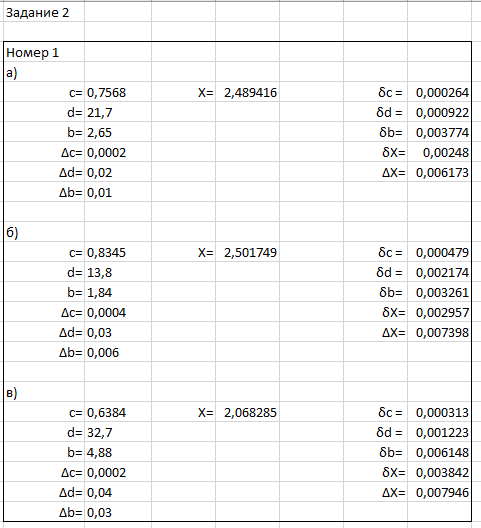 Задание 2
Номер 1
а)
c= 0,7568 X= 2,489416 δc = 0,000264
d= 21,7 δd = 0,000922
b= 2,65 δb= 0,003774
Δc= 0,0002 δX= 0,00248
Δd= 0,02 ΔX= 0,006173
Δb= 0,01
б)
c= 0,8345 X= 2,501749 δc = 0,000479
d= 13,8 δd = 0,002174
b= 1,84 δb= 0,003261
Δc= 0,0004 δX= 0,002957
Δd= 0,03 ΔX= 0,007398
Δb= 0,006
в)
c= 0,6384 X= 2,068285 δc = 0,000313
d= 32,7 δd = 0,001223
b= 4,88 δb= 0,006148
Δc= 0,0002 δX= 0,003842
Δd= 0,04 ΔX= 0,007946
Δb= 0,03